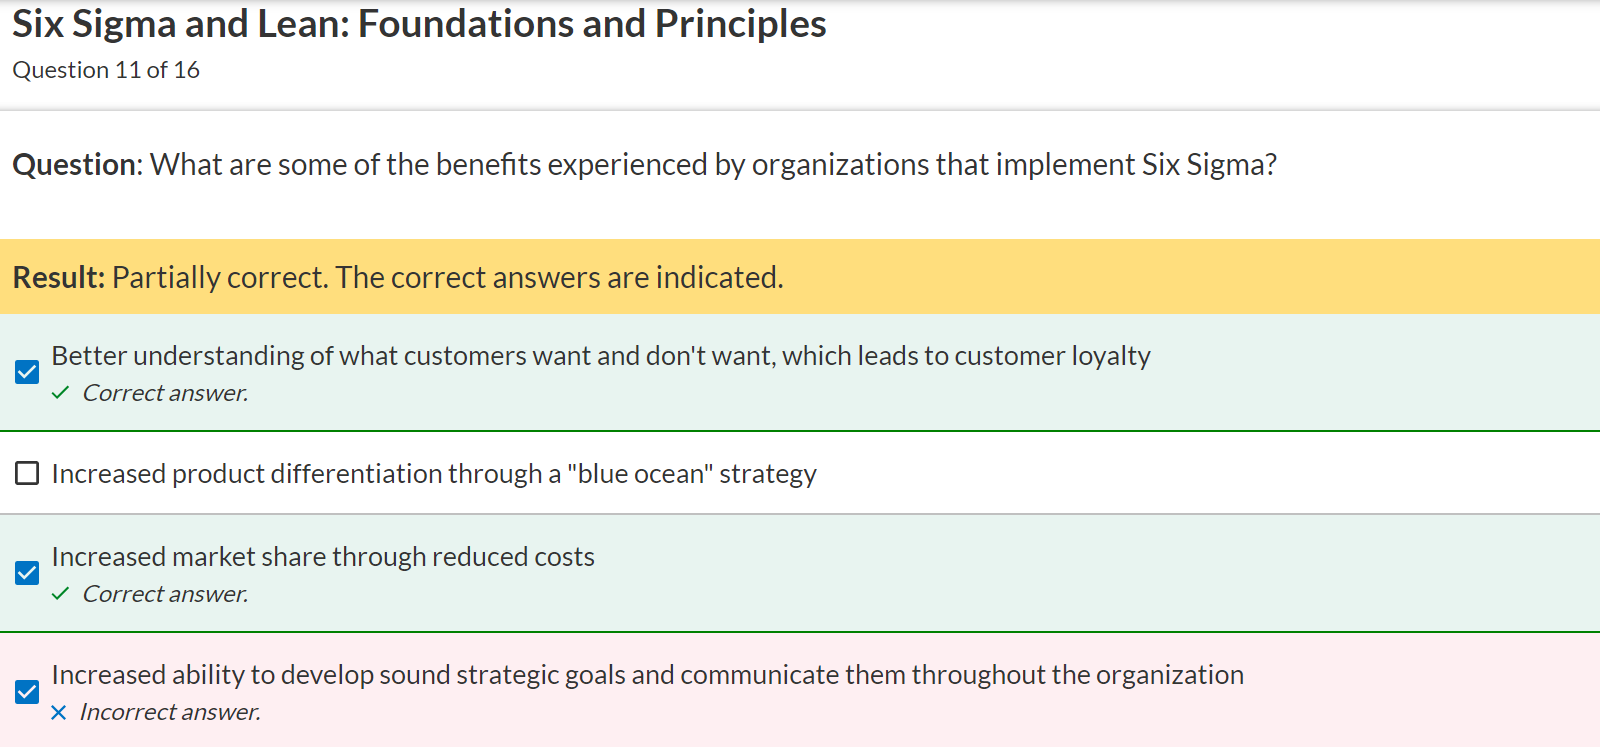 Six Sigma and Lean: Foundations and Principles
Question 11 of 16
Question: What are some of the benefits experienced by organizations that implement Six Sigma?
Result: Partially correct. The correct answers are indicated.
Better understanding of what customers want and don't want, which leads to customer loyalty
Correct answer.
Increased product differentiation through a "blue ocean" strategy
Increased market share through reduced costs
Correct answer.
Increased ability to develop sound strategic goals and communicate them throughout the organization
Incorrect answer.